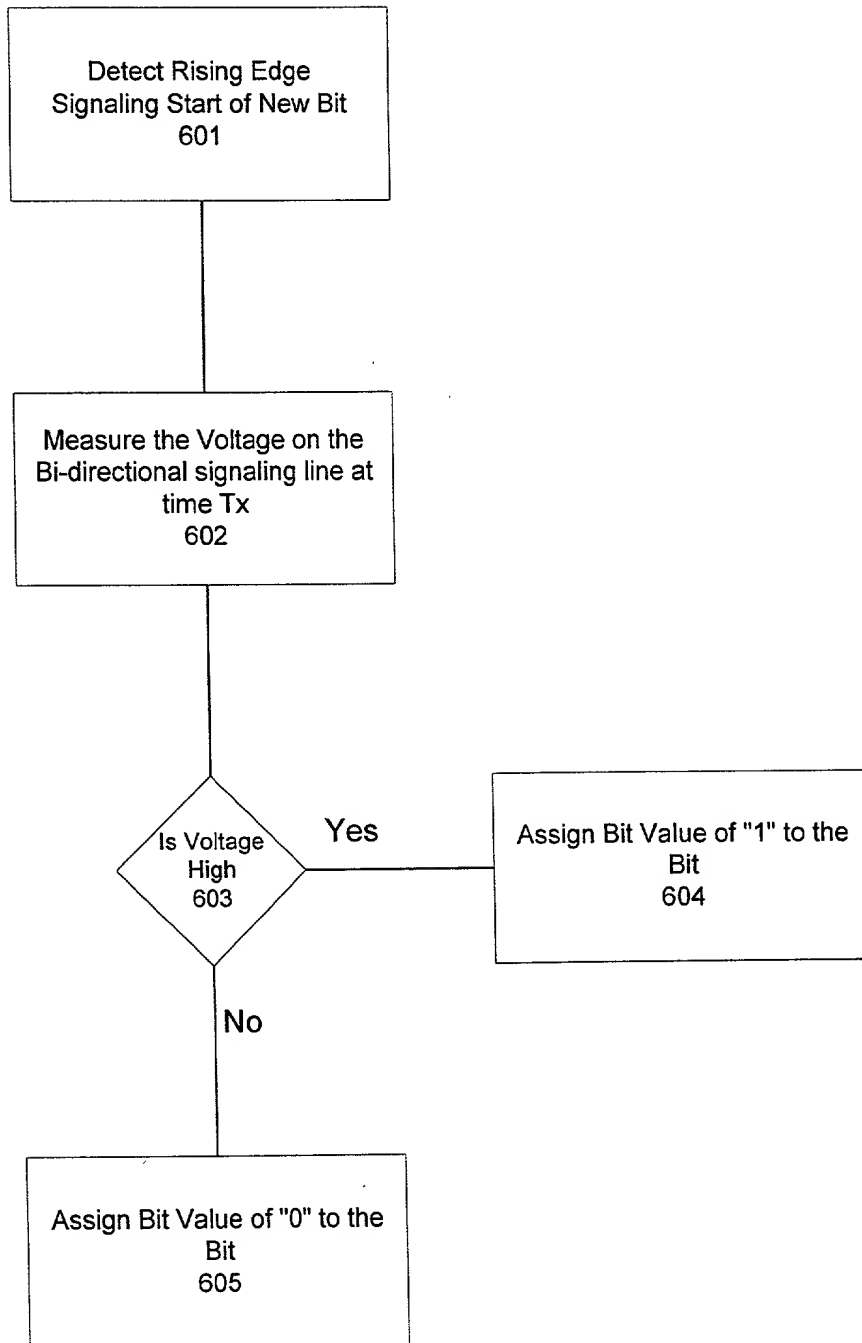 Detect Rising Edge
Signaling Start of New Bit
601
Measure the Voltage on the
Bi-directional signaling line at
time Tx
602
Is Voltage
High
603
Yes
Assign Bit Value of "1" to the
Bit
604
No
Assign Bit Value of "0" to the
Bit
605